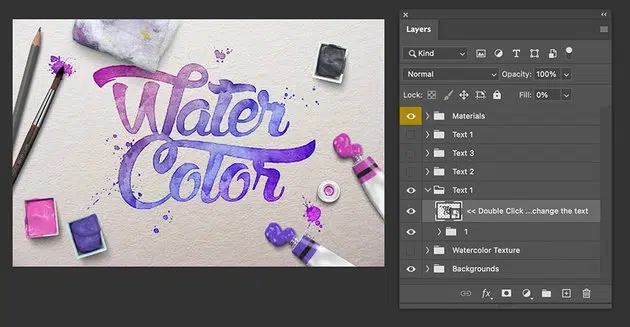 Water
Color
Layers
Kind
Normal
Opacity: 100%
Lock:
Fill: 0%
Materials
Text 1
Text 3
Text 2
Text 1
<< Double Click ...change the text
1
Watercolor Texture
Backgrounds
fx